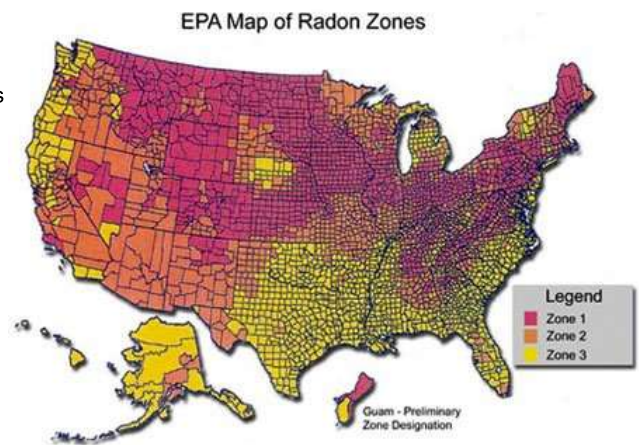 EPA Map of Radon Zones
s
Legend
Zone 1
Zone 2
Zone 3
Guam - Preliminary
Zone Designation